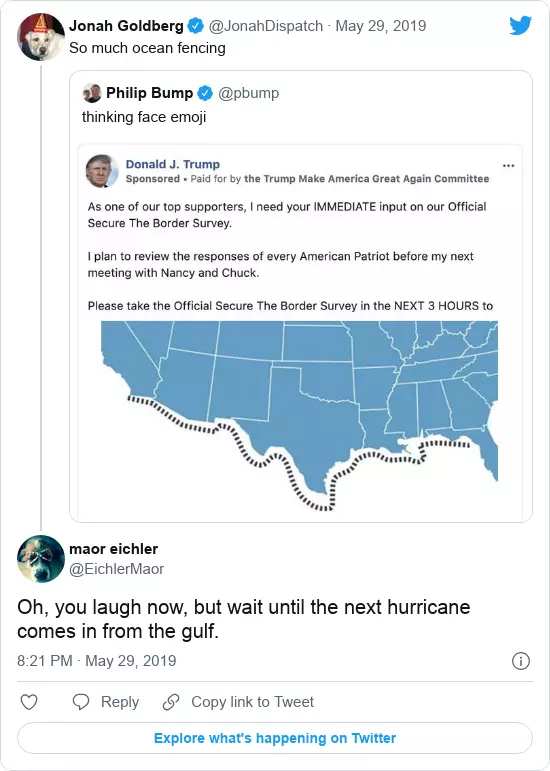 Jonah Goldberg @JonahDispatch · May 29, 2019
So much ocean fencing
Philip Bump @pbump
thinking face emoji
Donald J. Trump
Sponsored • Paid for by the Trump Make America Great Again Committee
As one of our top supporters, I need your IMMEDIATE input on our Official
Secure The Border Survey.
I plan to review the responses of every American Patriot before my next
meeting with Nancy and Chuck.
Please take the Official Secure The Border Survey in the NEXT 3 HOURS to
maor eichler
@EichlerMaor
Oh, you laugh now, but wait until the next hurricane
comes in from the gulf.
8:21 PM · May 29, 2019
Reply Copy link to Tweet
Explore what's happening on Twitter